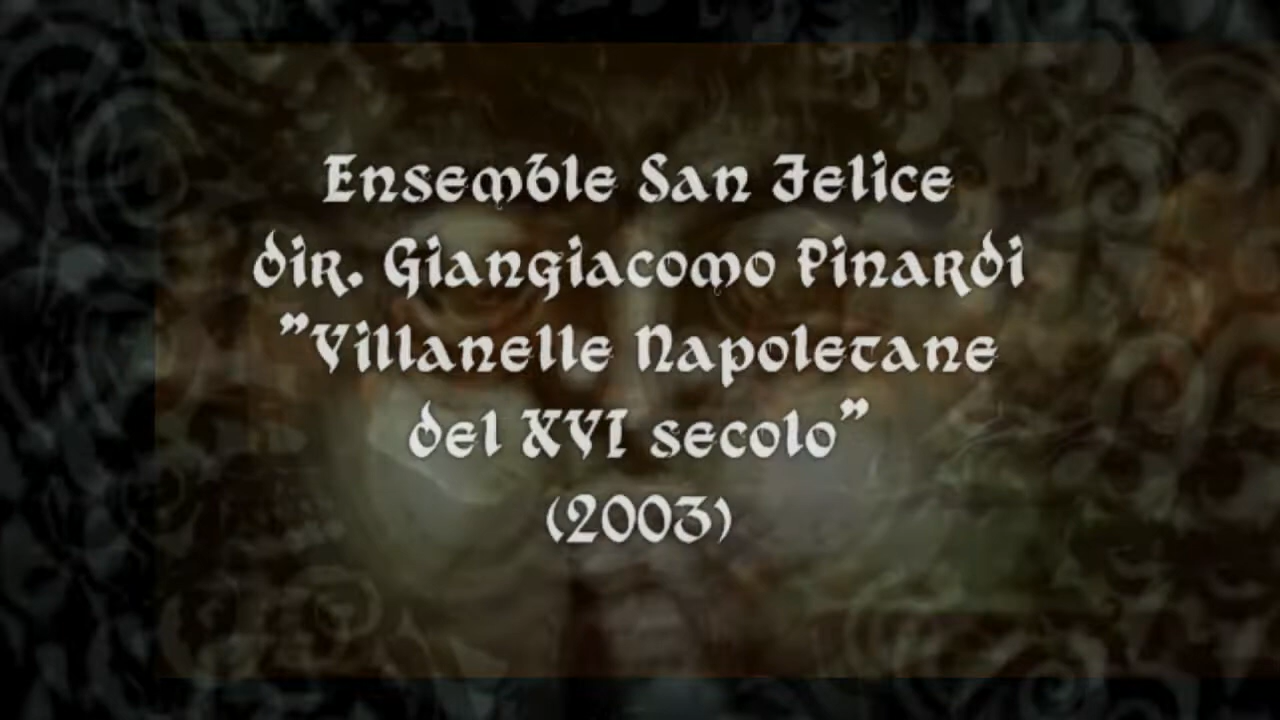 Ensemble San Felice
dir. Giangiacomo Pinardi
"Villanelle Napoletane
del XVI secolo"
(2003)